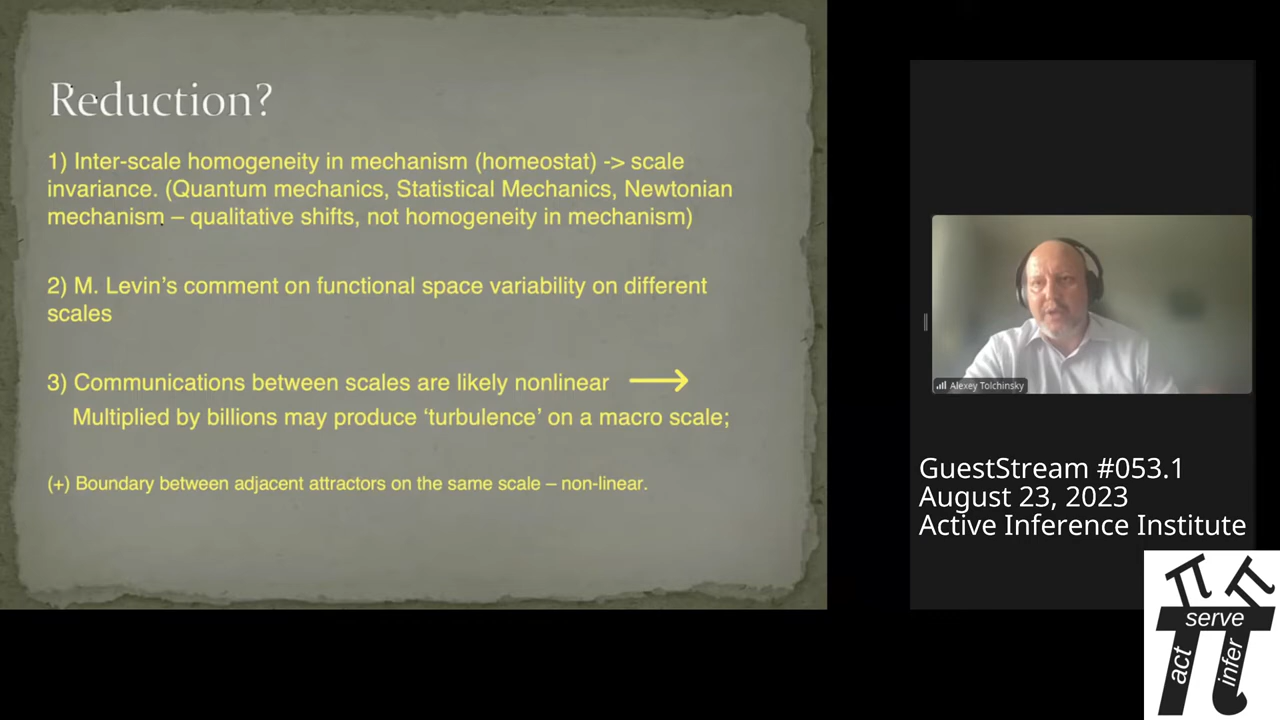 Reduction?
1) Inter-scale homogeneity in mechanism (homeostat) -> scale
invariance. (Quantum mechanics, Statistical Mechanics, Newtonian
mechanism – qualitative shifts, not homogeneity in mechanism)
2) M. Levin’s comment on functional space variability on different
scales
3) Communications between scales are likely nonlinear
Multiplied by billions may produce ‘turbulence’ on a macro scale;
(+) Boundary between adjacent attractors on the same scale – non-linear.
Alexey Tolchinsky
GuestStream #053.1
August 23, 2023
Active Inference Institute
π π
serve
act
infer